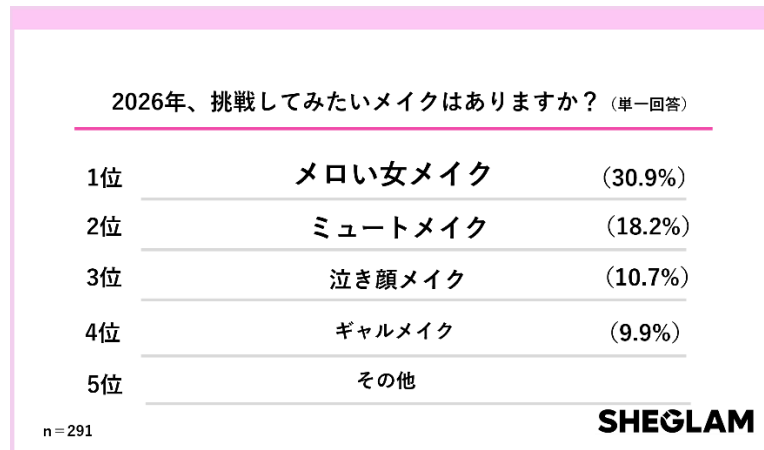 2026年、挑戦してみたいメイクはありますか？（単一回答）
1位 メロい女メイク （30.9%）
2位 ミュートメイク （18.2%）
3位 泣き顔メイク （10.7%）
4位 ギャルメイク （9.9%）
5位 その他
n＝291
SHEGLAM